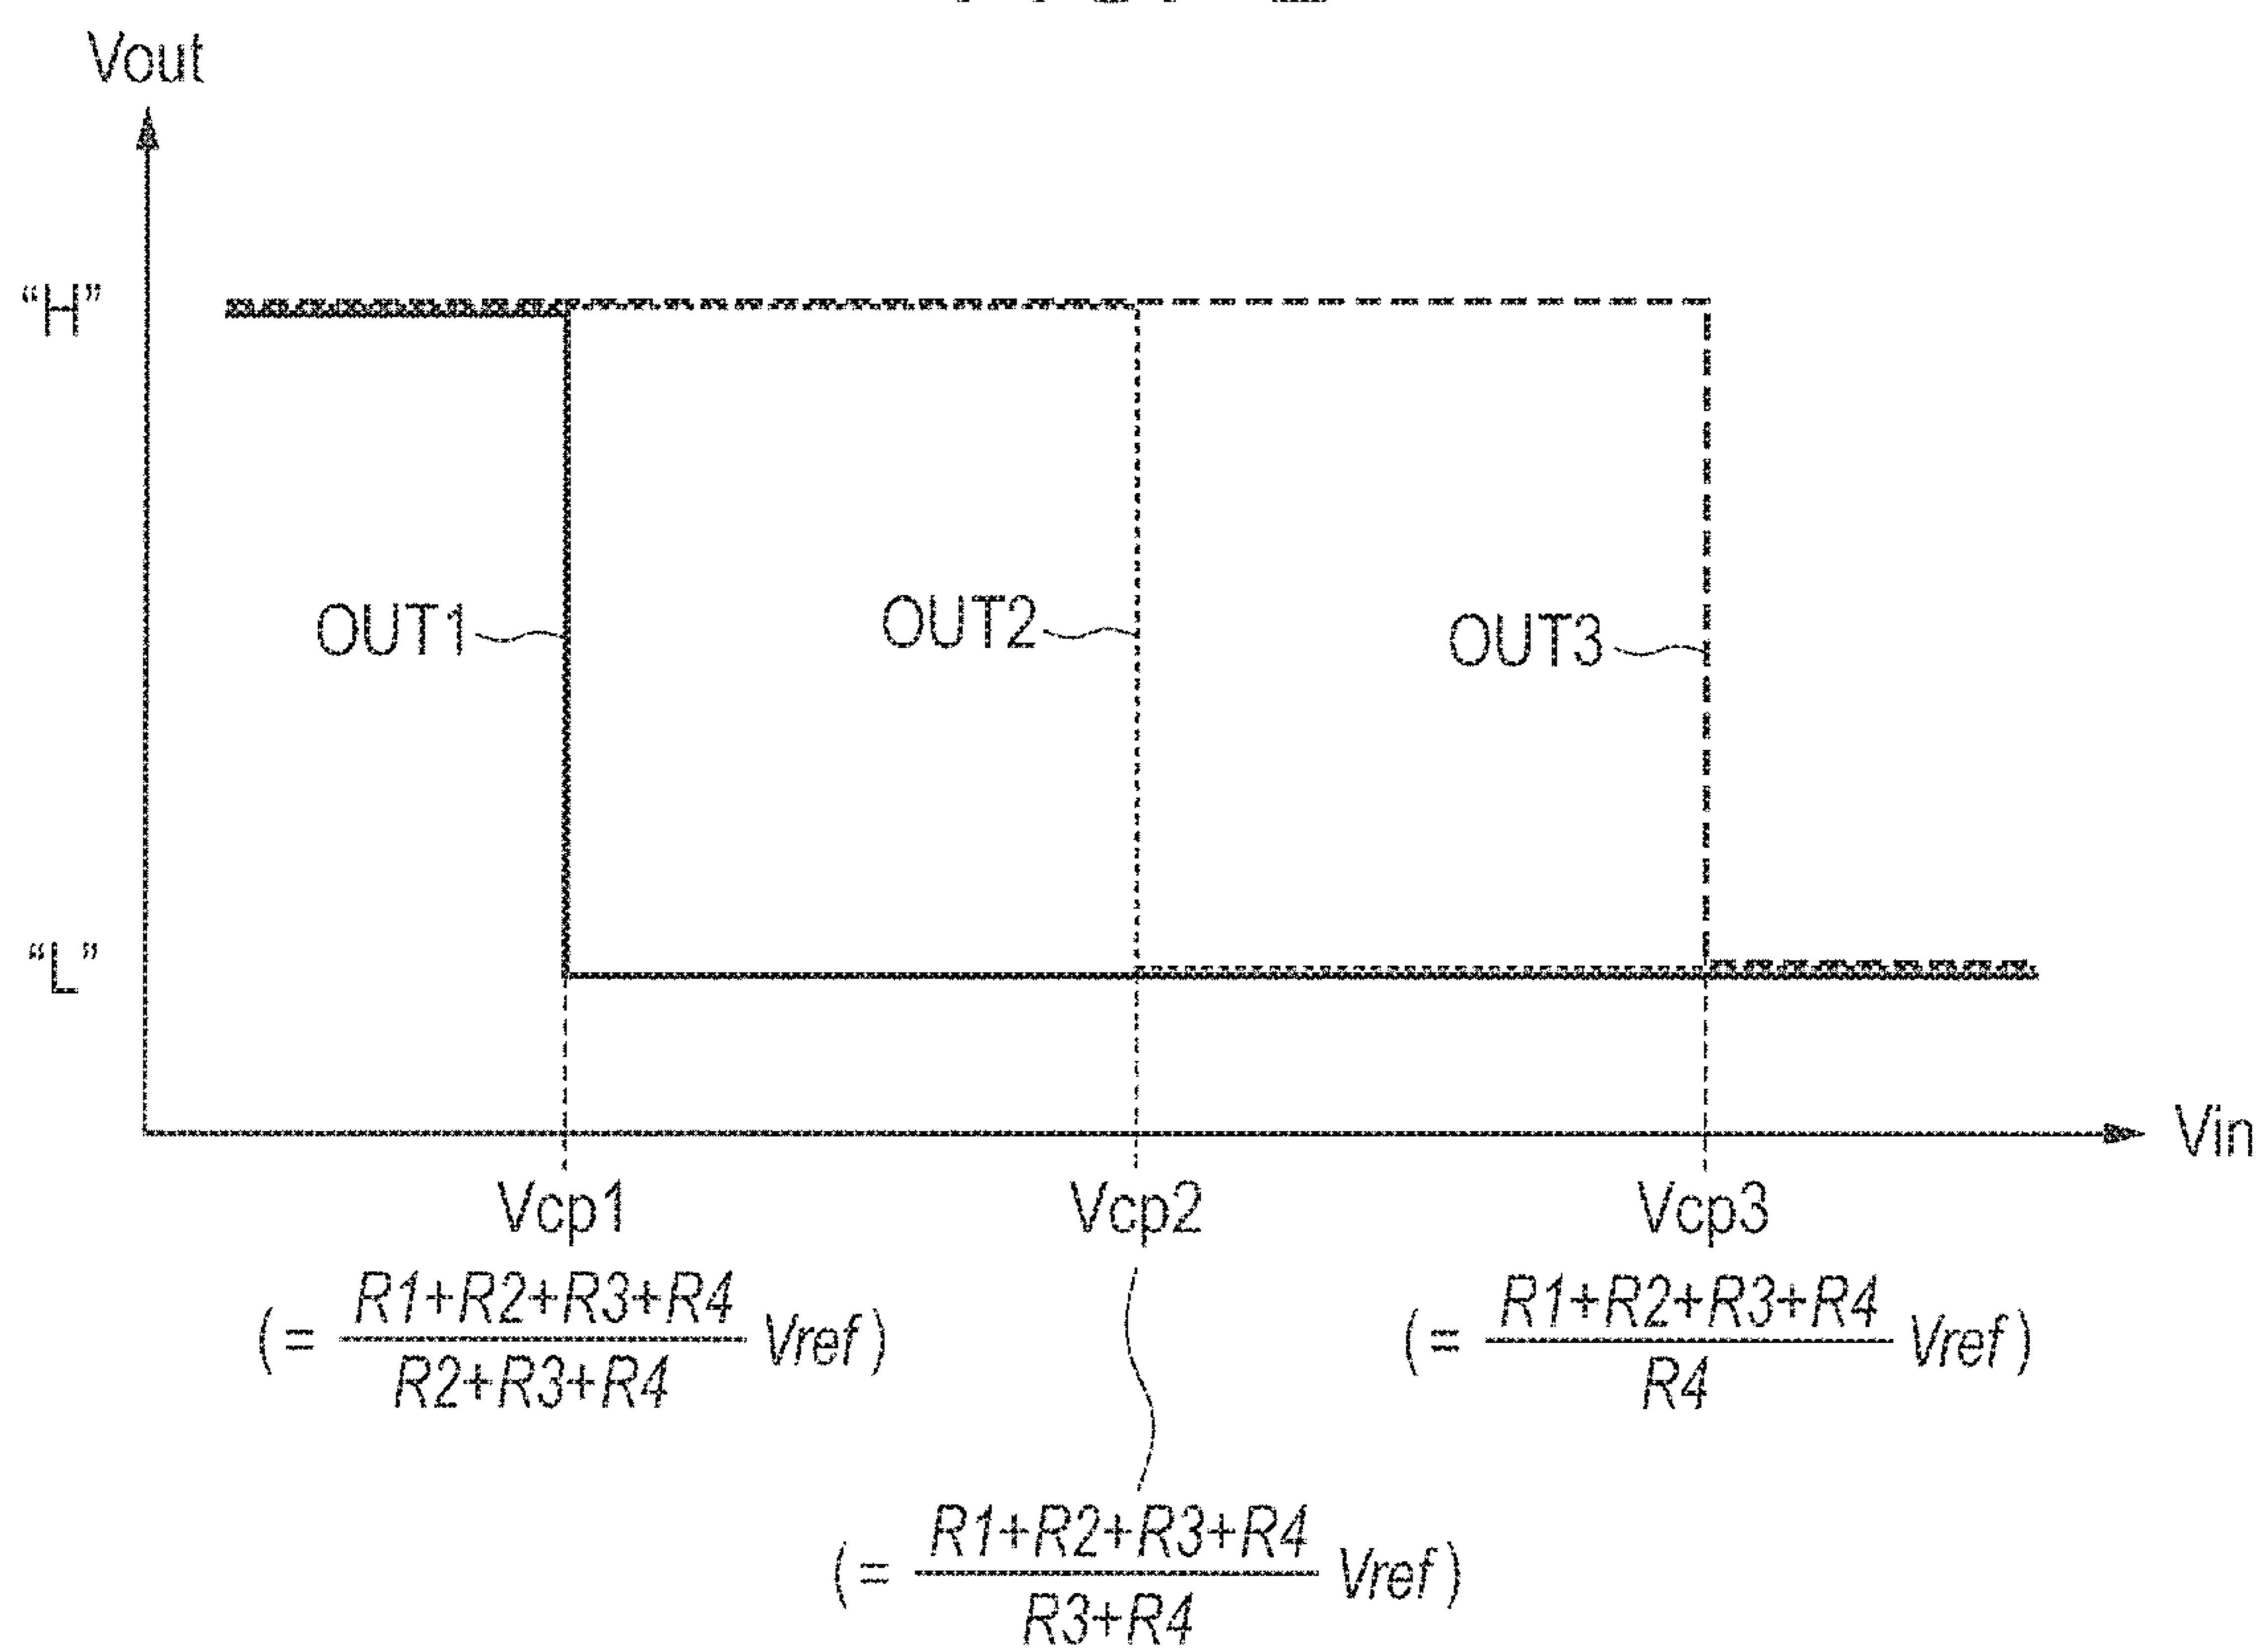 Vout
“H”
OUT1
OUT2
OUT3
“L”
Vin
Vcp1
Vcp2
Vcp3
(= R1+R2+R3+R4 / R2+R3+R4 Vref)
(= R1+R2+R3+R4 / R4 Vref)
(= R1+R2+R3+R4 / R3+R4 Vref)